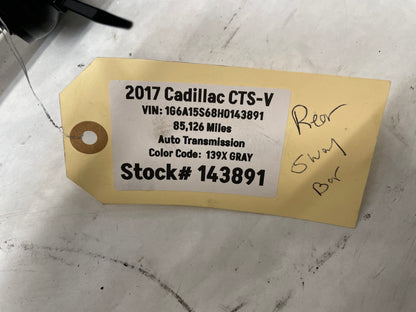 2017 Cadillac CTS-V
VIN: 1G6A15S68H0143891
85,126 Miles
Auto Transmission
Color Code: 139X GRAY
Stock# 143891
Rear
Sway
Bar